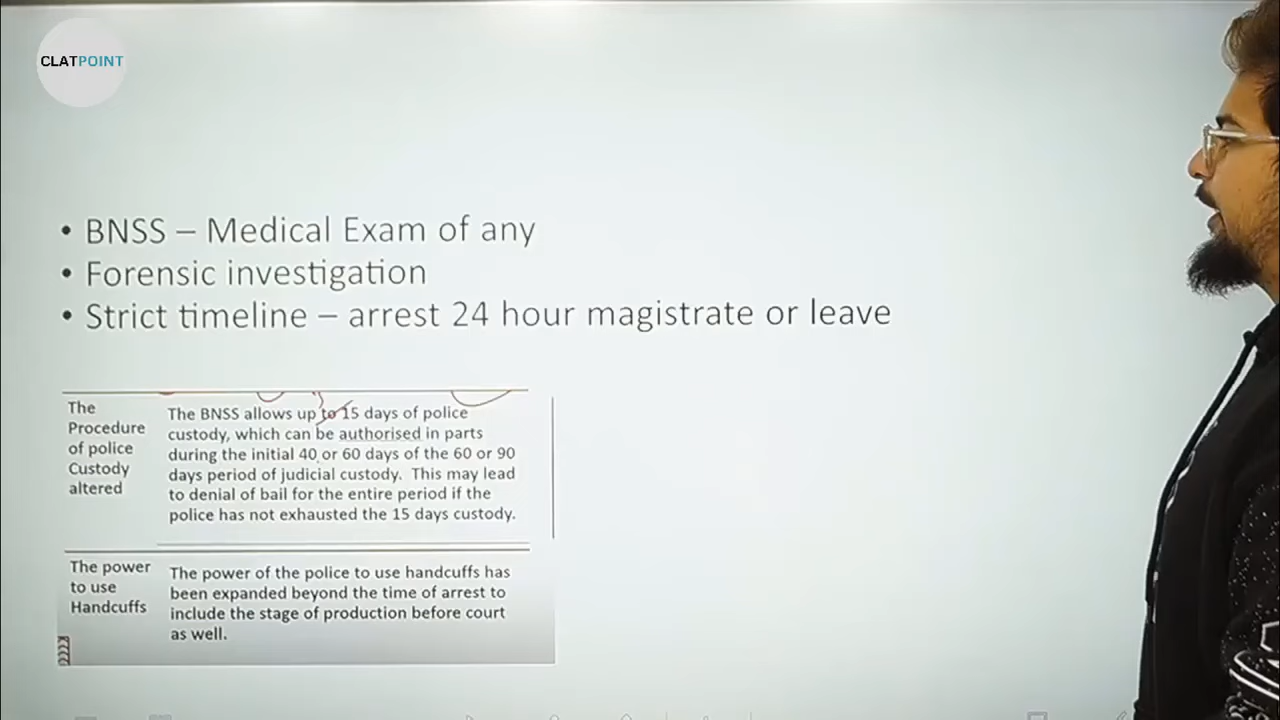 CLATPOINT
• BNSS – Medical Exam of any
• Forensic investigation
• Strict timeline – arrest 24 hour magistrate or leave
The
Procedure
of police
Custody
altered
The BNSS allows up to 15 days of police
custody, which can be authorised in parts
during the initial 40 or 60 days of the 60 or 90
days period of judicial custody. This may lead
to denial of bail for the entire period if the
police has not exhausted the 15 days custody.
The power
to use
Handcuffs
The power of the police to use handcuffs has
been expanded beyond the time of arrest to
include the stage of production before court
as well.